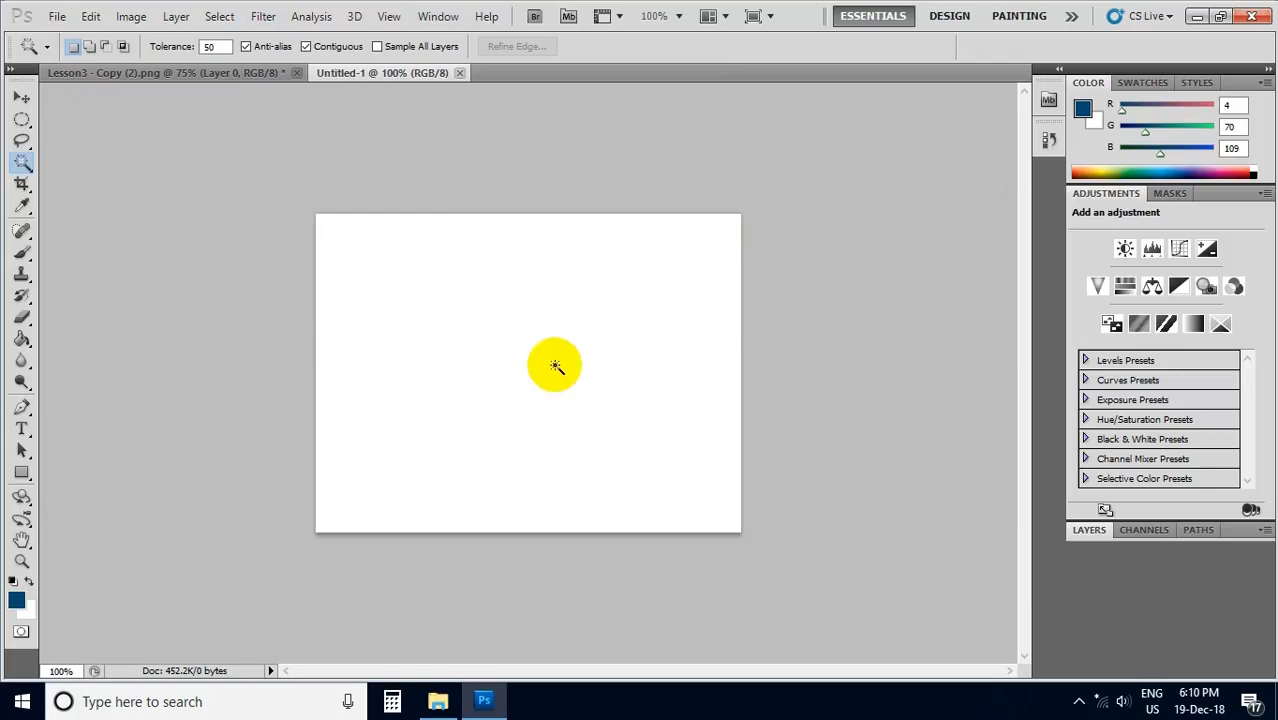 Ps File Edit Image Layer Select Filter Analysis 3D View Window Help Br Mb 100% ESSENTIALS DESIGN PAINTING CS Live
Tolerance: 50 Anti-alias Contiguous Sample All Layers Refine Edge...
Lesson3 - Copy (2).png @ 75% (Layer 0, RGB/8) * Untitled-1 @ 100% (RGB/8)
COLOR SWATCHES STYLES
Mb
R 4
G 70
B 109
ADJUSTMENTS MASKS
Add an adjustment
Levels Presets
Curves Presets
Exposure Presets
Hue/Saturation Presets
Black & White Presets
Channel Mixer Presets
Selective Color Presets
LAYERS CHANNELS PATHS
T
100% Doc: 452.2K/0 bytes
Type here to search
Ps
ENG
US
6:10 PM
19-Dec-18
17